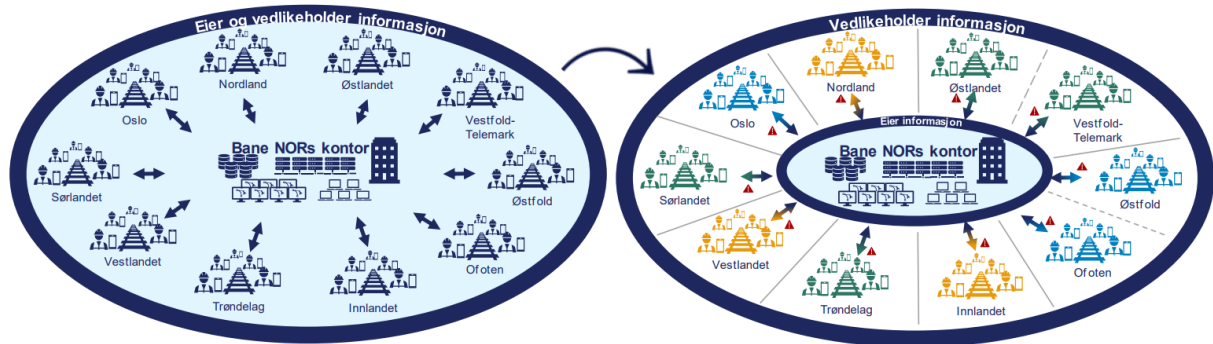 Eier og vedlikeholder informasjon
Nordland
Østlandet
Oslo
Vestfold-
Telemark
Bane NORs kontor
Sørlandet
Østfold
Vestlandet
Ofoten
Trøndelag
Innlandet
Vedlikeholder informasjon
Nordland
Østlandet
Oslo
Vestfold-
Telemark
Eier informasjon
Bane NORs kontor
Sørlandet
Østfold
Vestlandet
Ofoten
Trøndelag
Innlandet